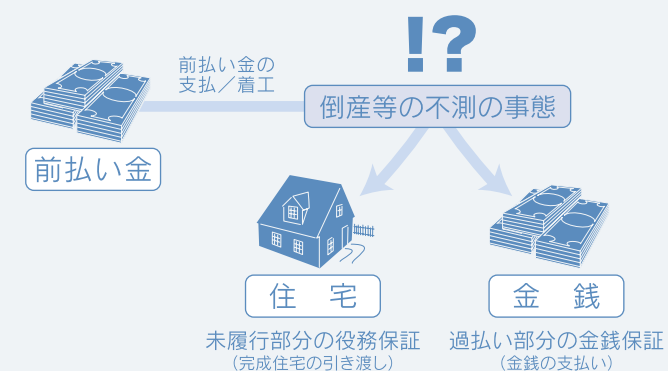 !?
前払い金の
支払／着工
倒産等の不測の事態
前払い金
住 宅
金 銭
未履行部分の役務保証
（完成住宅の引き渡し）
過払い部分の金銭保証
（金銭の支払い）